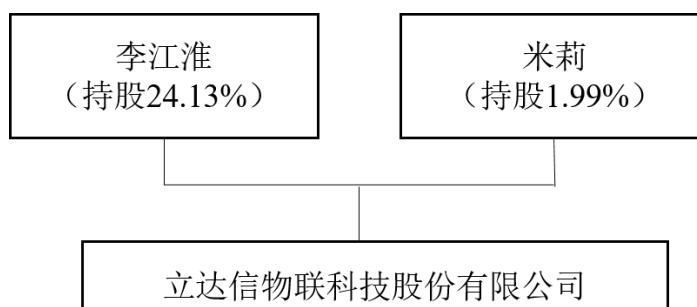 李江淮
（持股24.13%）
米莉
（持股1.99%）
立达信物联科技股份有限公司